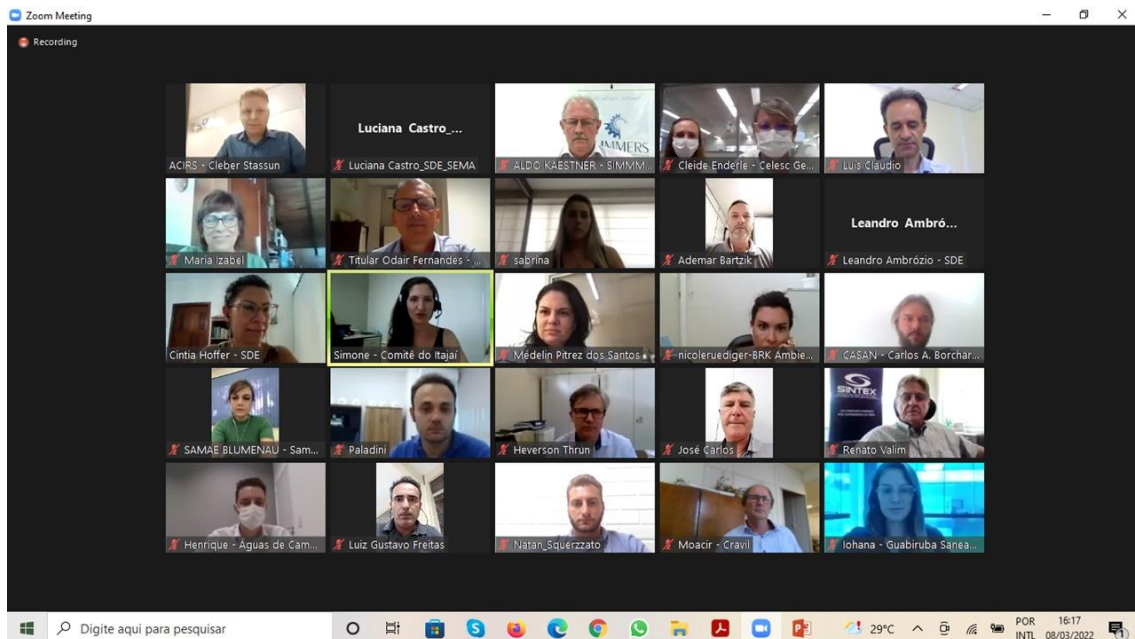 Zoom Meeting
Recording
ACIRS - Cleber Stassun
Luciana Castro_...
Luciana Castro_SDE_SEMA
IMMERS
ALDO KAESTNER - SIMMM...
Cleide Enderle - Celesc Ge...
Luis Claudio
Maria Izabel
Titular Odair Fernandes - ...
sabrina
Ademar Bartzik
Leandro Ambró...
Leandro Ambrózio - SDE
Cintia Hoffer - SDE
Simone - Comitê do Itajaí
Médelin Pitrez dos Santos
nicoleruediger-BRK Ambie...
CASAN - Carlos A. Borchar...
SAMAE BLUMENAU - Sam...
Paladini
Heverson Thrun
José Carlos
SINTEX
Renato Valim
Henrique - Águas de Cam...
Luiz Gustavo Freitas
Natan_Squerzzato
Moacir - Cravil
Iohana - Guabiruba Sanea...
Digite aqui para pesquisar
29°C
POR
INTL
16:17
08/03/2022